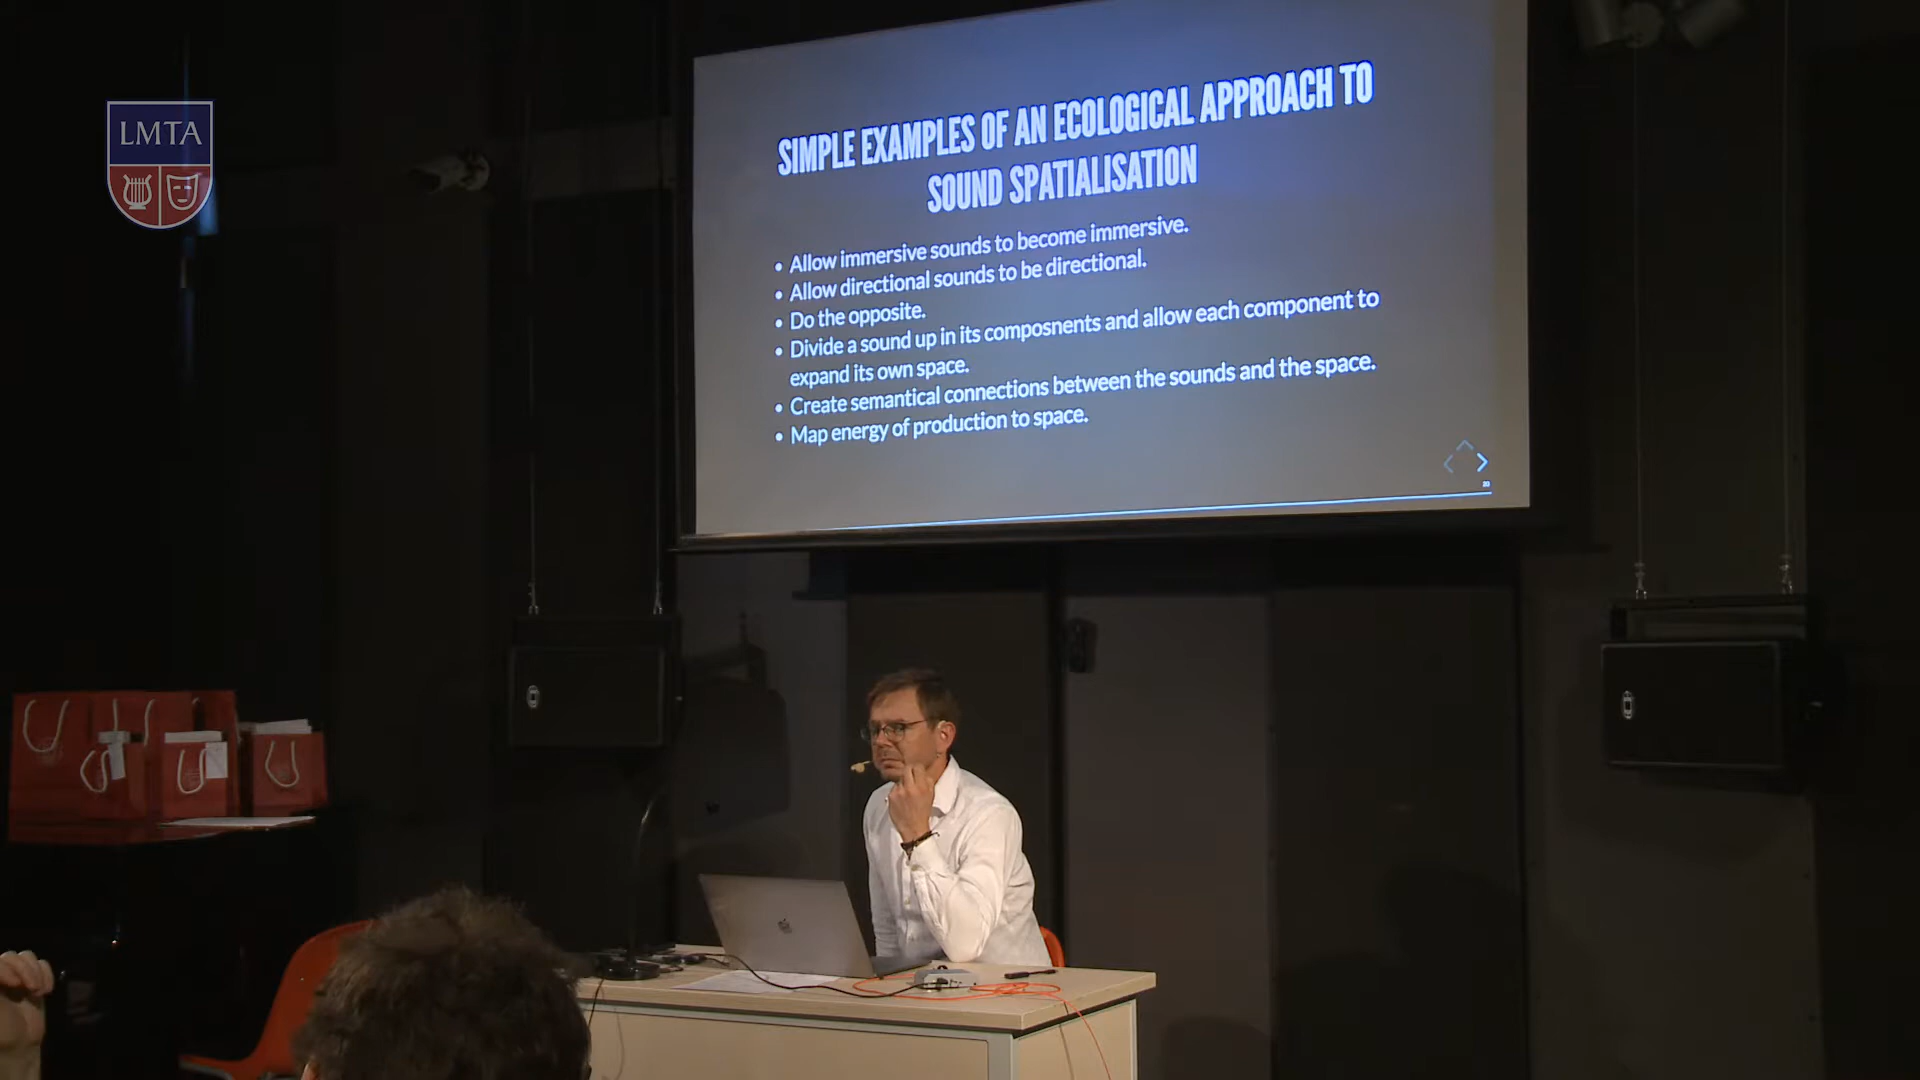 LMTA
SIMPLE EXAMPLES OF AN ECOLOGICAL APPROACH TO
SOUND SPATIALISATION
• Allow immersive sounds to become immersive.
• Allow directional sounds to be directional.
• Do the opposite.
• Divide a sound up in its composnents and allow each component to
expand its own space.
• Create semantical connections between the sounds and the space.
• Map energy of production to space.
20